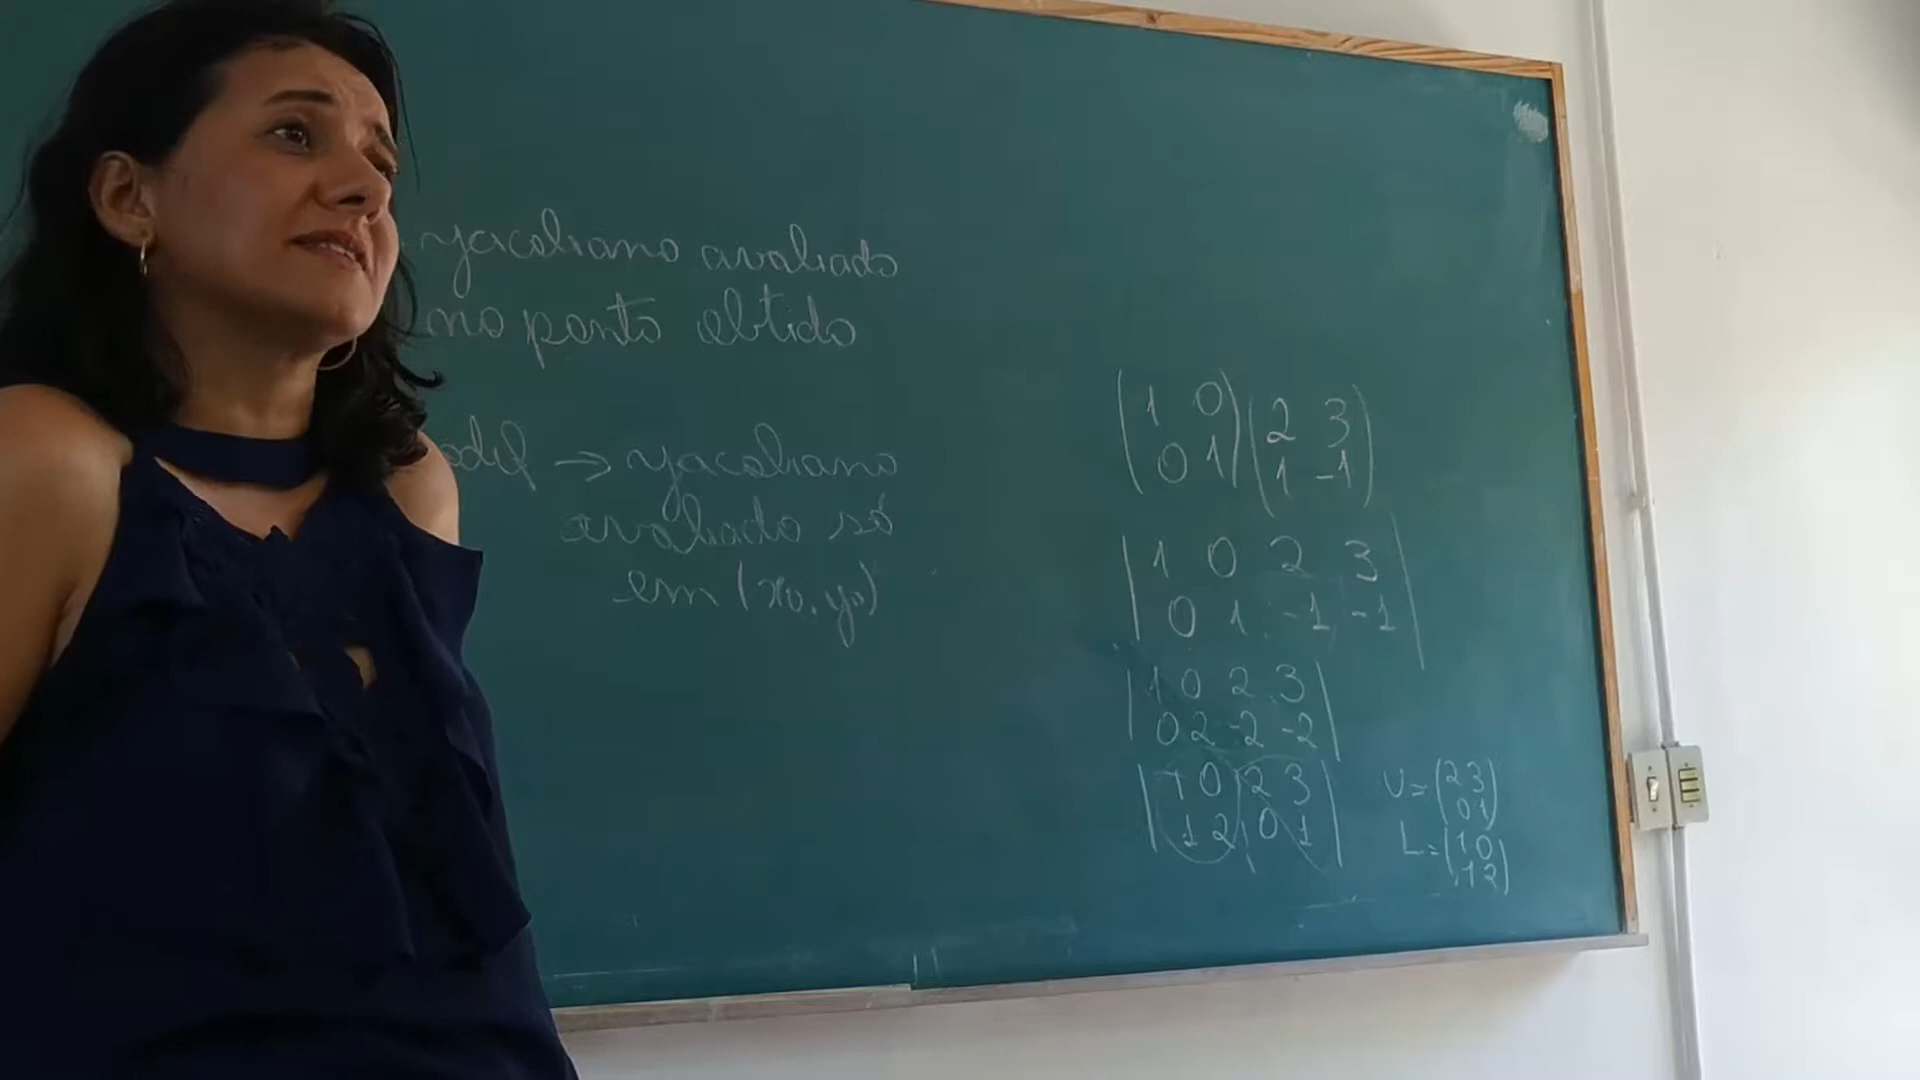 yacobiano avaliado
no ponto obtido
odif → yacobiano
avaliado só
em (x0, y0)
(1 0) (2 3)
(0 1) (1 -1)
| 1 0 2 3 |
| 0 1 -1 -1 |
| 1 0 2 3 |
| 0 2 -2 -2 |
| 1 0 2 3 |
| 1 2 0 1 |
U = (2 3)
(0 1)
L = (1 0)
(1 2)